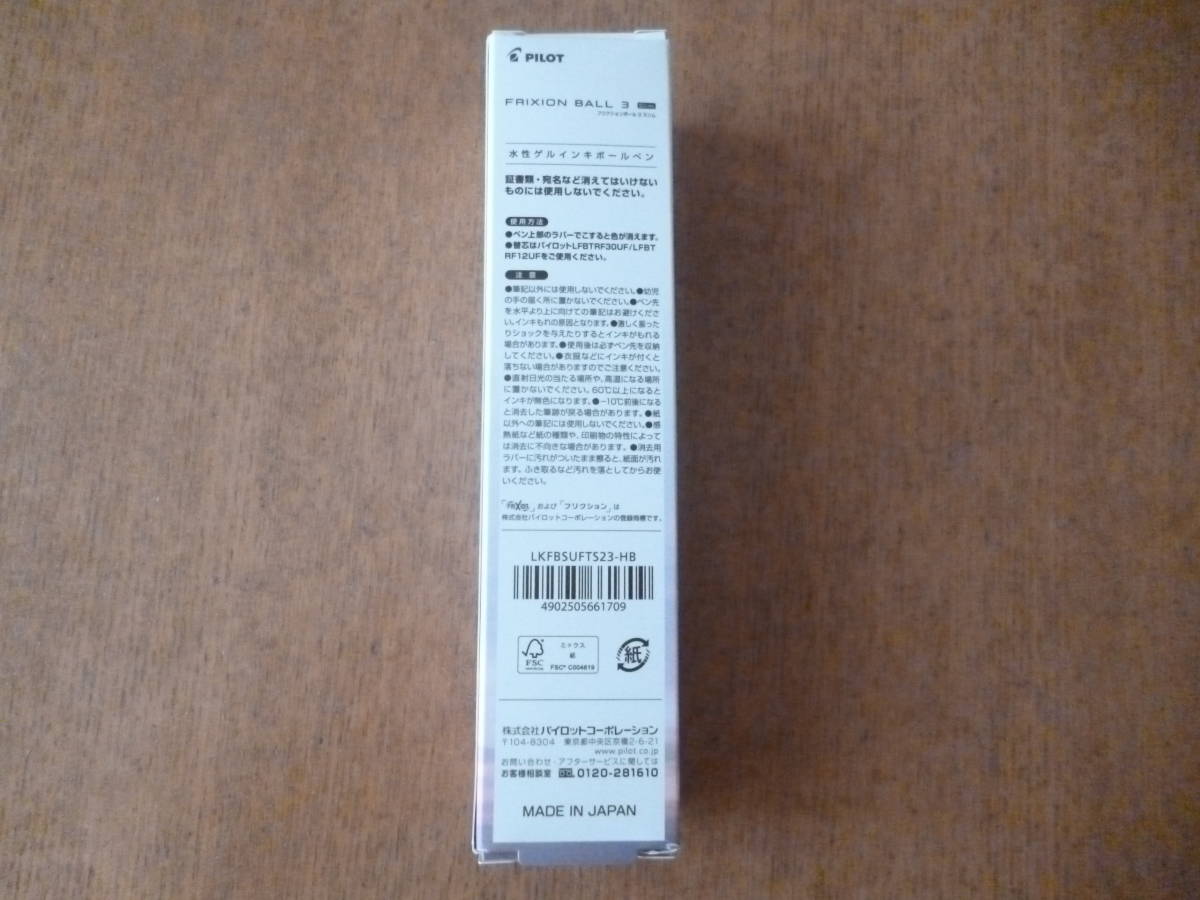 PILOT
FRIXION BALL 3 SLIM
フリクションボール3スリム
水性ゲルインキボールペン
証書類・宛名など消えてはいけない
ものには使用しないでください。
使用方法
●ペン上部のラバーでこすると色が消えます。
●替芯はパイロットLFBTRF30UF/LFBT
RF12UFをご使用ください。
注意
●筆記以外には使用しないでください。●幼児
の手の届く所に置かないでください。●ペン先
を水平より上に向けての筆記はお避けくださ
い。インキもれの原因となります。●激しく振った
りショックを与えたりするとインキがもれる
場合があります。●使用後は必ずペン先を収納
してください。●衣服などにインキが付くと
落ちない場合がありますのでご注意ください。
●直射日光の当たる場所や、高温になる場所
に置かないでください。60℃以上になると
インキが無色になります。●−10℃前後になる
と消去した筆跡が戻る場合があります。●紙
以外への筆記には使用しないでください。●感
熱紙など紙の種類や、印刷物の特性によって
は消去に不向きな場合があります。●消去用
ラバーに汚れがついたまま擦ると、紙面が汚れ
ます。ふき取るなど汚れを落としてからお使
いください。
「FRIXION」および「フリクション」は
株式会社パイロットコーポレーションの登録商標です。
LKFBSUFTS23-HB
4902505661709
FSC
ミックス
紙
FSC® C004619
紙
株式会社パイロットコーポレーション
〒104-8304 東京都中央区京橋2-6-21
www.pilot.co.jp
お問い合わせ・アフターサービスに関しては
お客様相談室 0120-281610
MADE IN JAPAN